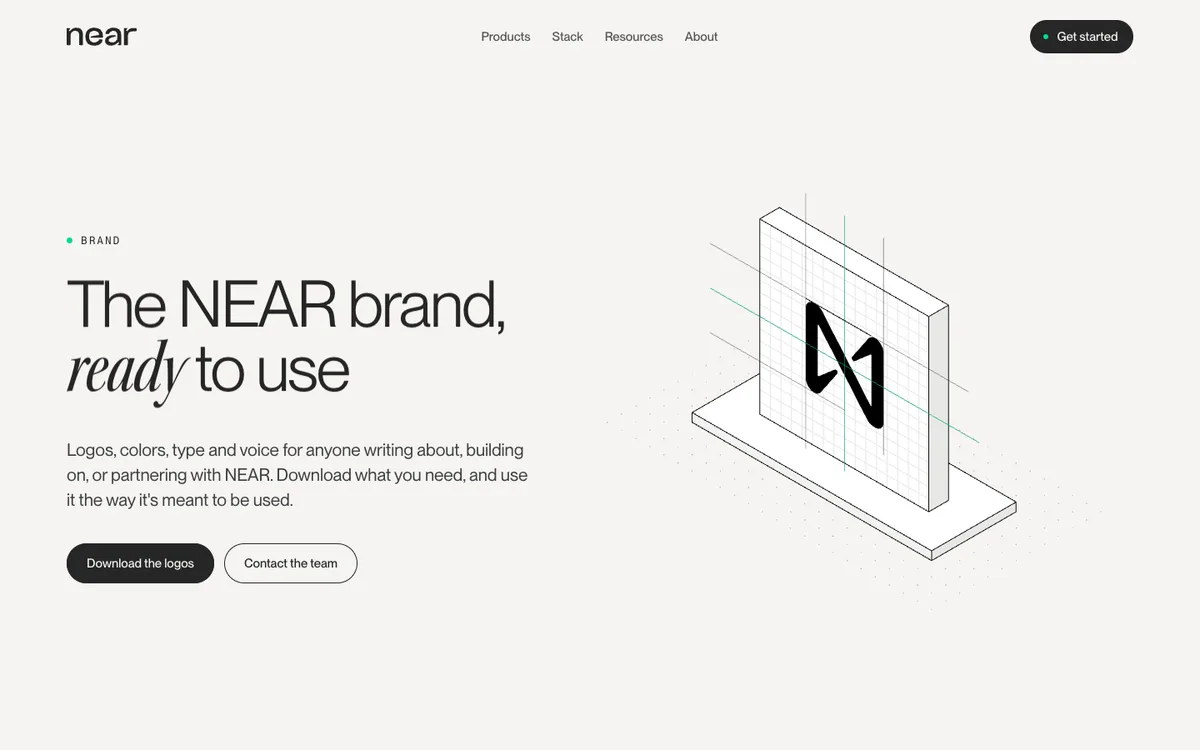 near
Products
Stack
Resources
About
Get started
BRAND
The NEAR brand,
ready to use
Logos, colors, type and voice for anyone writing about, building
on, or partnering with NEAR. Download what you need, and use
it the way it's meant to be used.
Download the logos
Contact the team